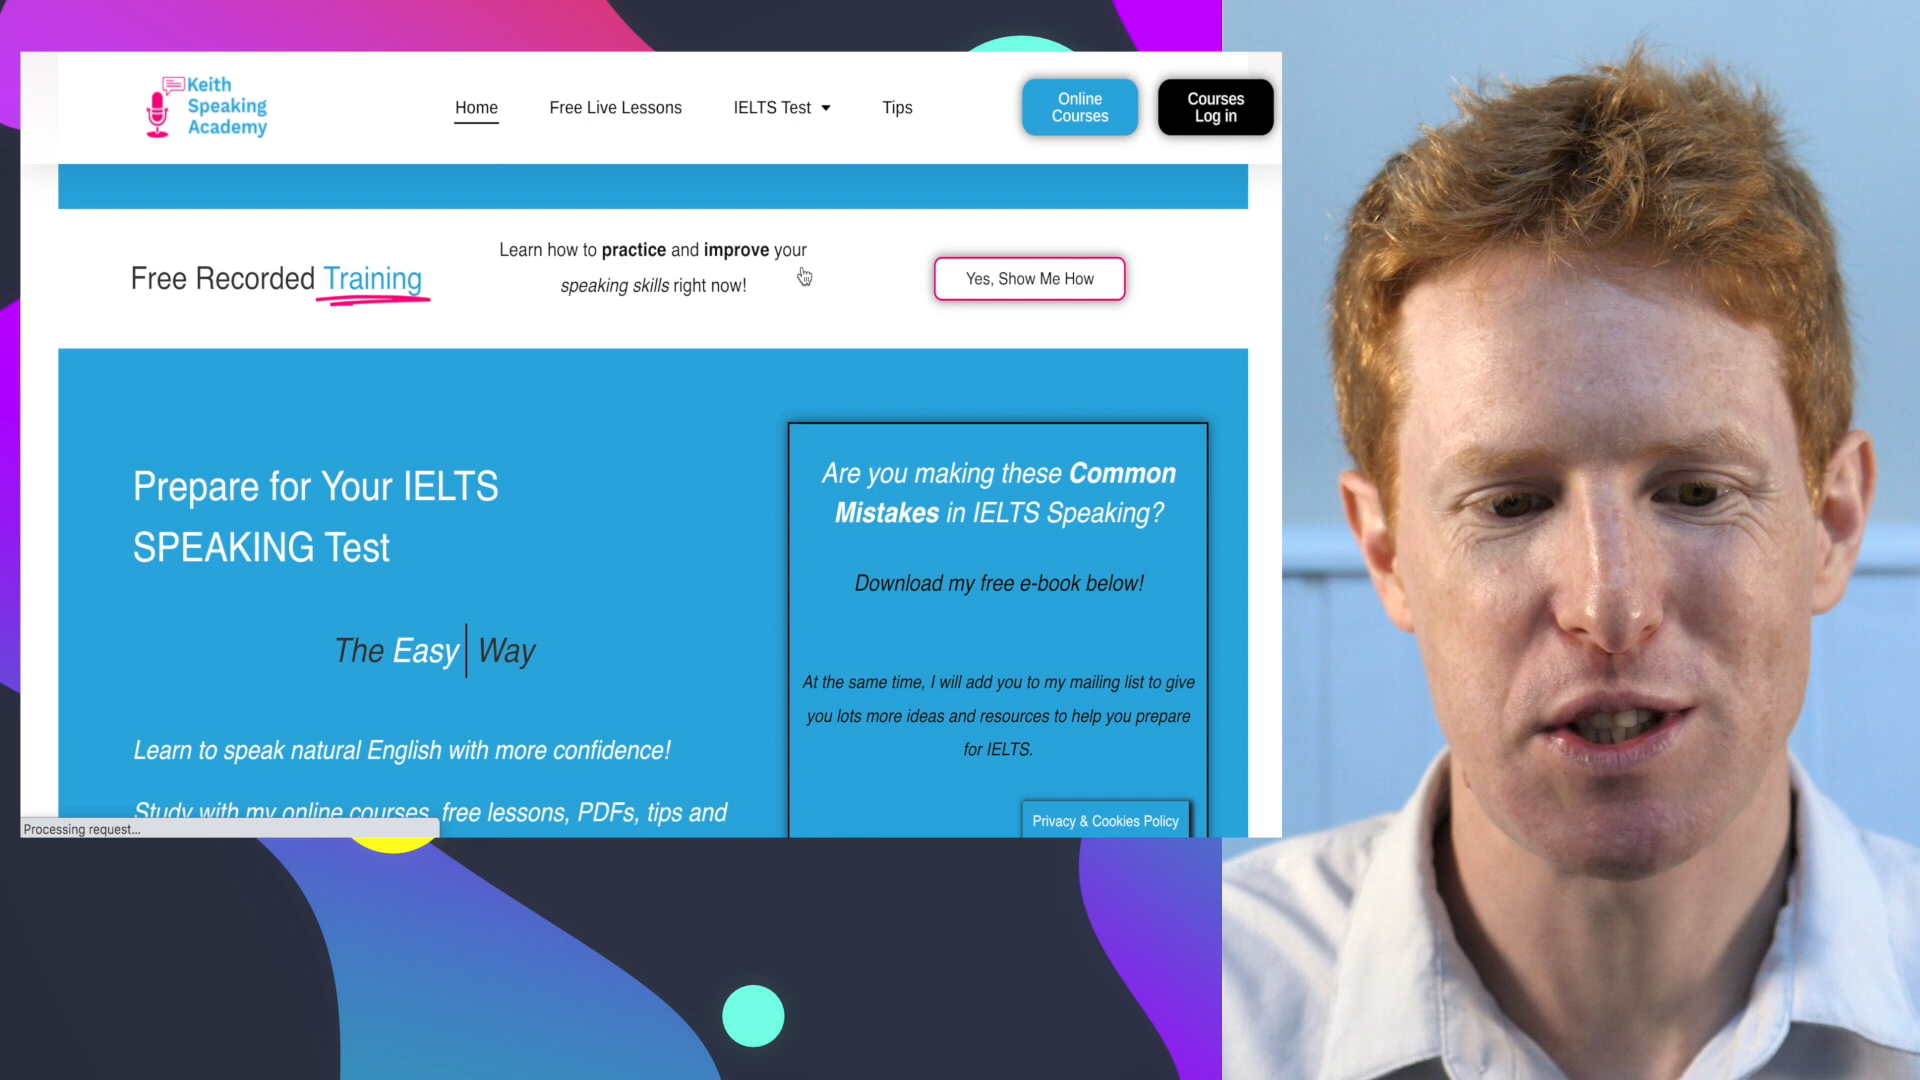 Keith
Speaking
Academy
Home
Free Live Lessons
IELTS Test
Tips
Online
Courses
Courses
Log in
Free Recorded Training
Learn how to practice and improve your
speaking skills right now!
Yes, Show Me How
Prepare for Your IELTS
SPEAKING Test
The Easy Way
Learn to speak natural English with more confidence!
Study with my online courses, free lessons, PDFs, tips and
Are you making these Common
Mistakes in IELTS Speaking?
Download my free e-book below!
At the same time, I will add you to my mailing list to give
you lots more ideas and resources to help you prepare
for IELTS.
Privacy & Cookies Policy
Processing request...